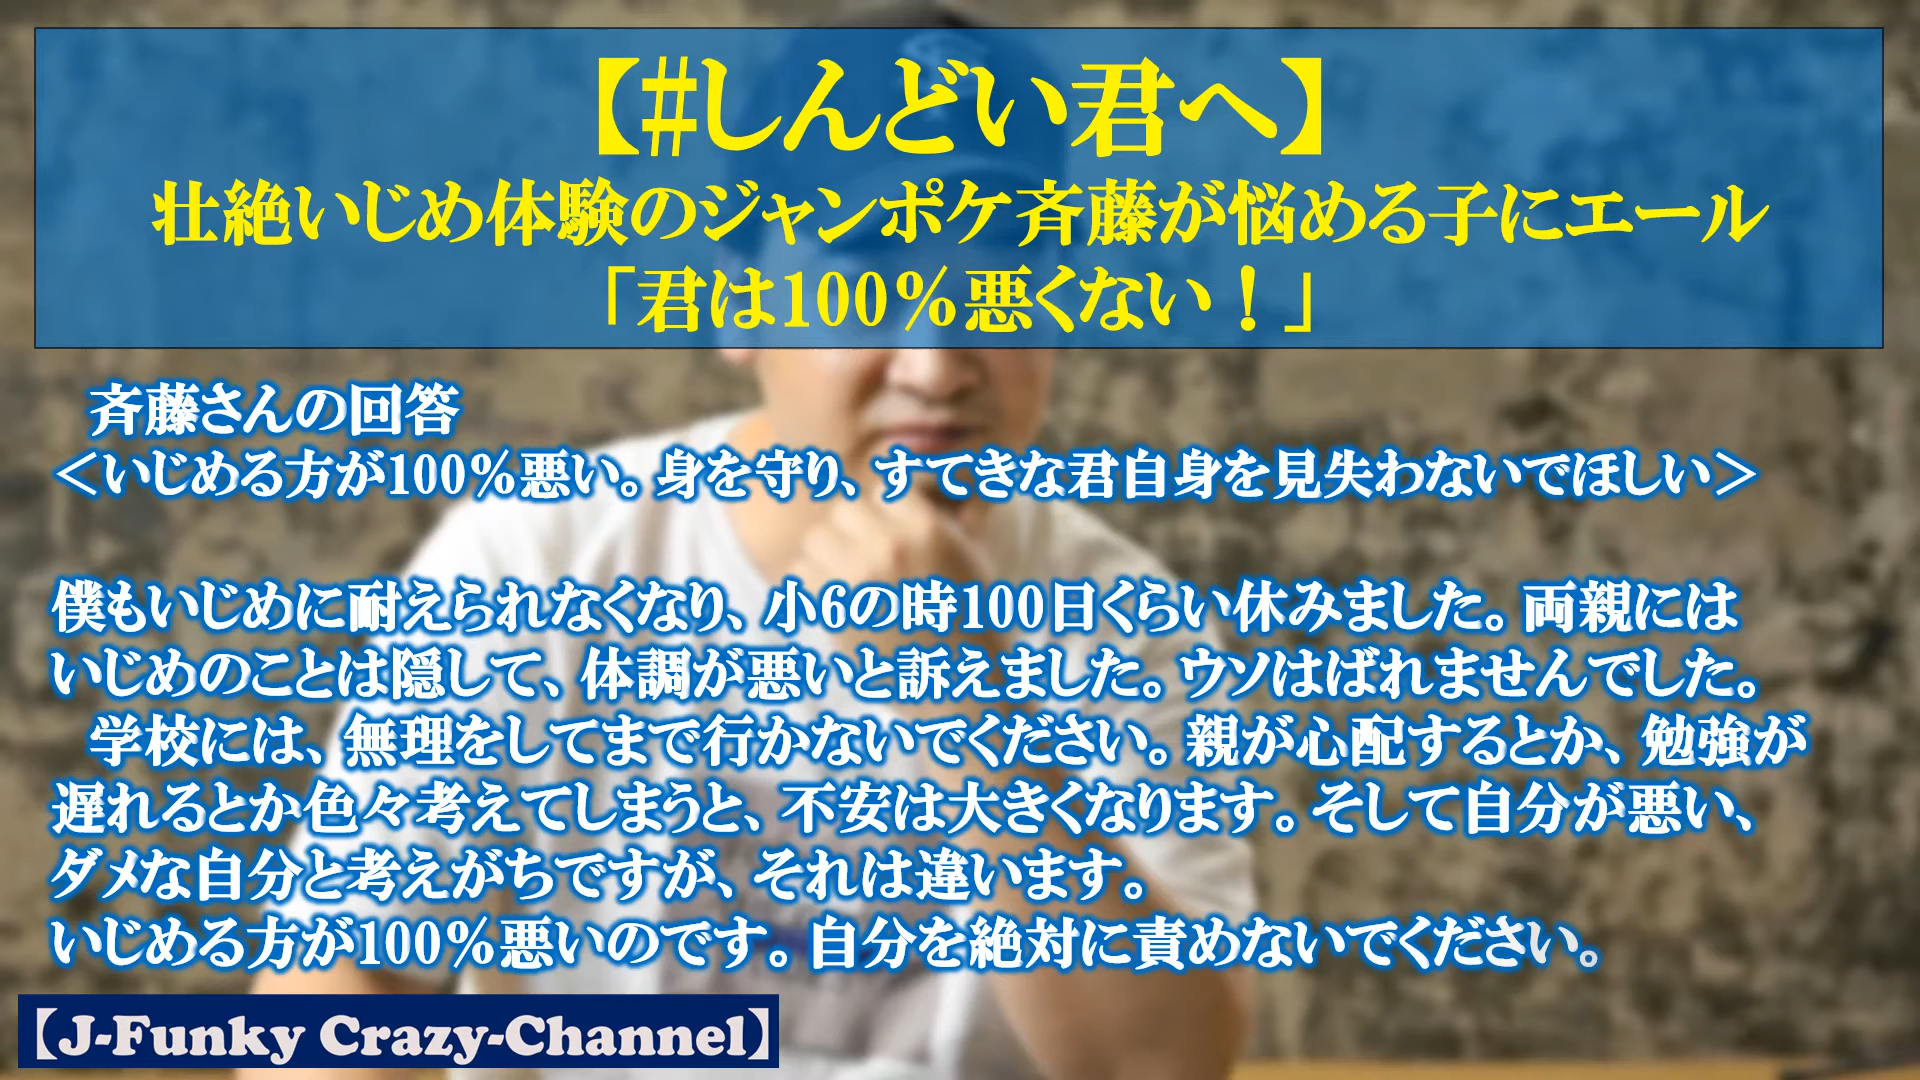 【#しんどい君へ】
壮絶いじめ体験のジャンポケ斉藤が悩める子にエール
「君は100%悪くない！」
斉藤さんの回答
＜いじめる方が100%悪い。身を守り、すてきな君自身を見失わないでほしい＞
僕もいじめに耐えられなくなり、小6の時100日くらい休みました。両親には
いじめのことは隠して、体調が悪いと訴えました。ウソはばれませんでした。
学校には、無理をしてまで行かないでください。親が心配するとか、勉強が
遅れるとか色々考えてしまうと、不安は大きくなります。そして自分が悪い、
ダメな自分と考えがちですが、それは違います。
いじめる方が100%悪いのです。自分を絶対に責めないでください。
【J-Funky Crazy-Channel】